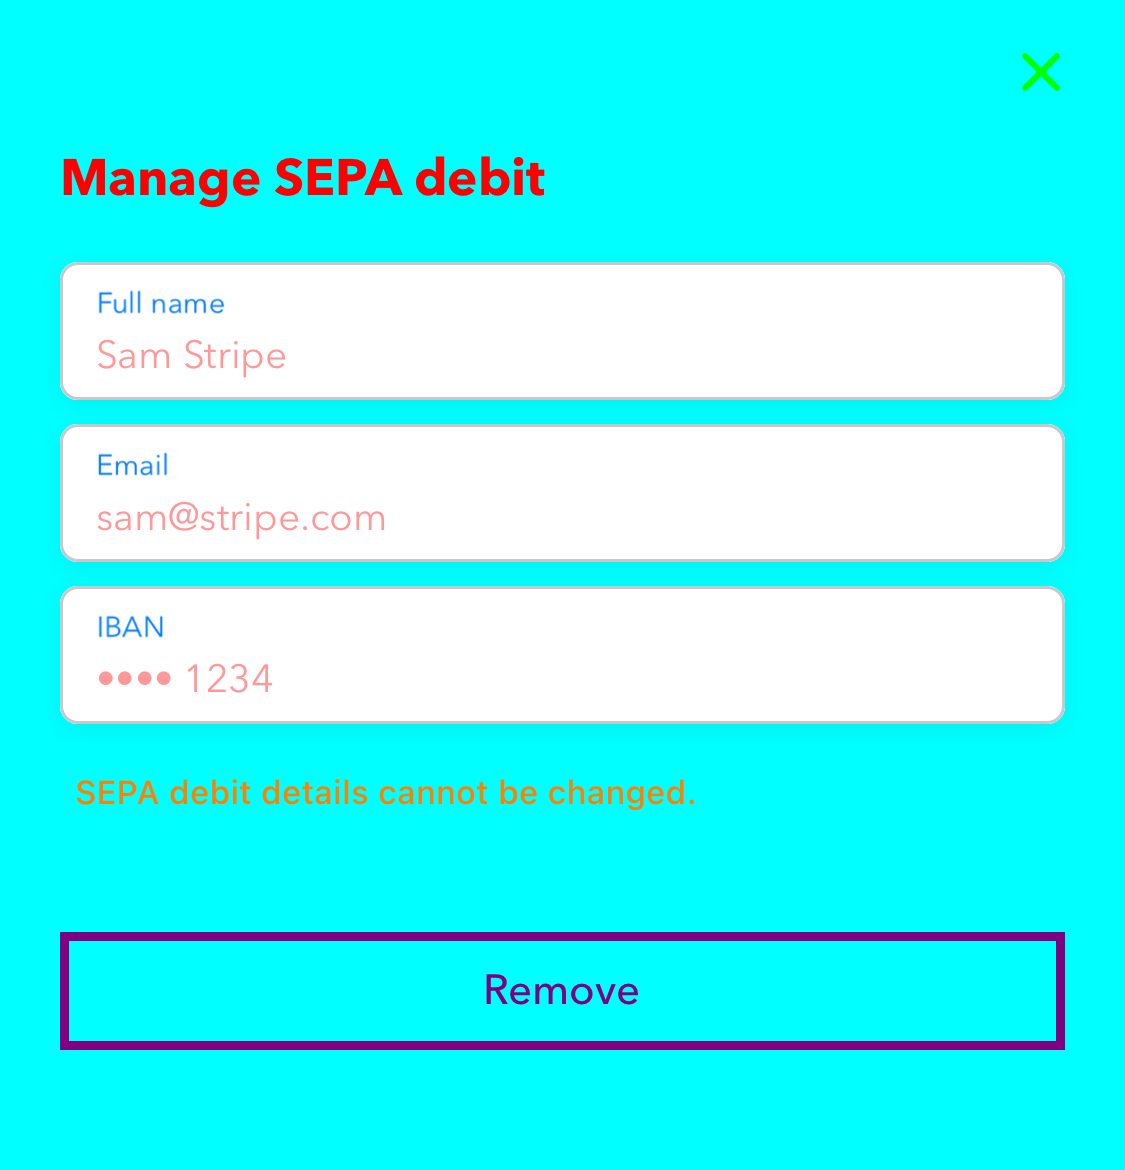 Manage SEPA debit
Full name
Sam Stripe
Email
sam@stripe.com
IBAN
•••• 1234
SEPA debit details cannot be changed.
Remove